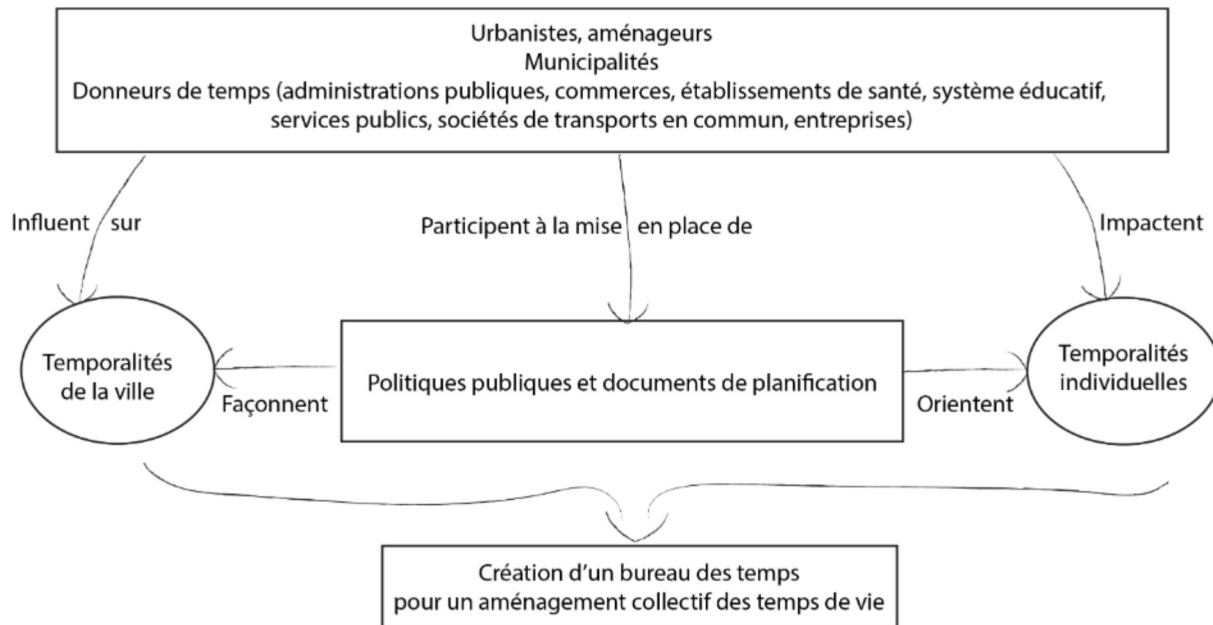 Urbanistes, aménageurs
Municipalités
Donneurs de temps (administrations publiques, commerces, établissements de santé, système éducatif,
services publics, sociétés de transports en commun, entreprises)
Influent sur
Participent à la mise en place de
Impactent
Temporalités
de la ville
Façonnent
Politiques publiques et documents de planification
Orientent
Temporalités
individuelles
Création d'un bureau des temps
pour un aménagement collectif des temps de vie